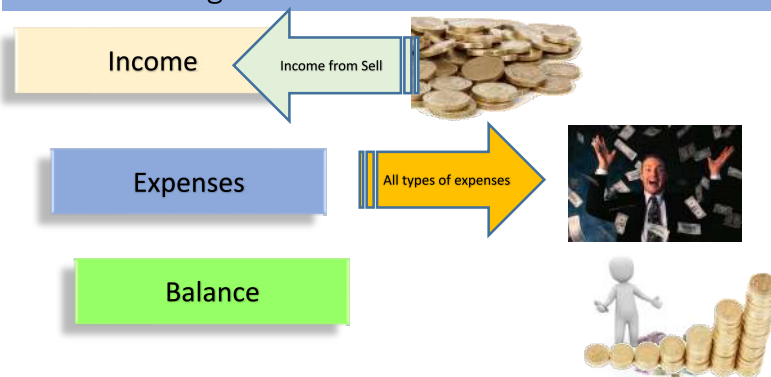 Income
Income from Sell
Expenses
All types of expenses
Balance